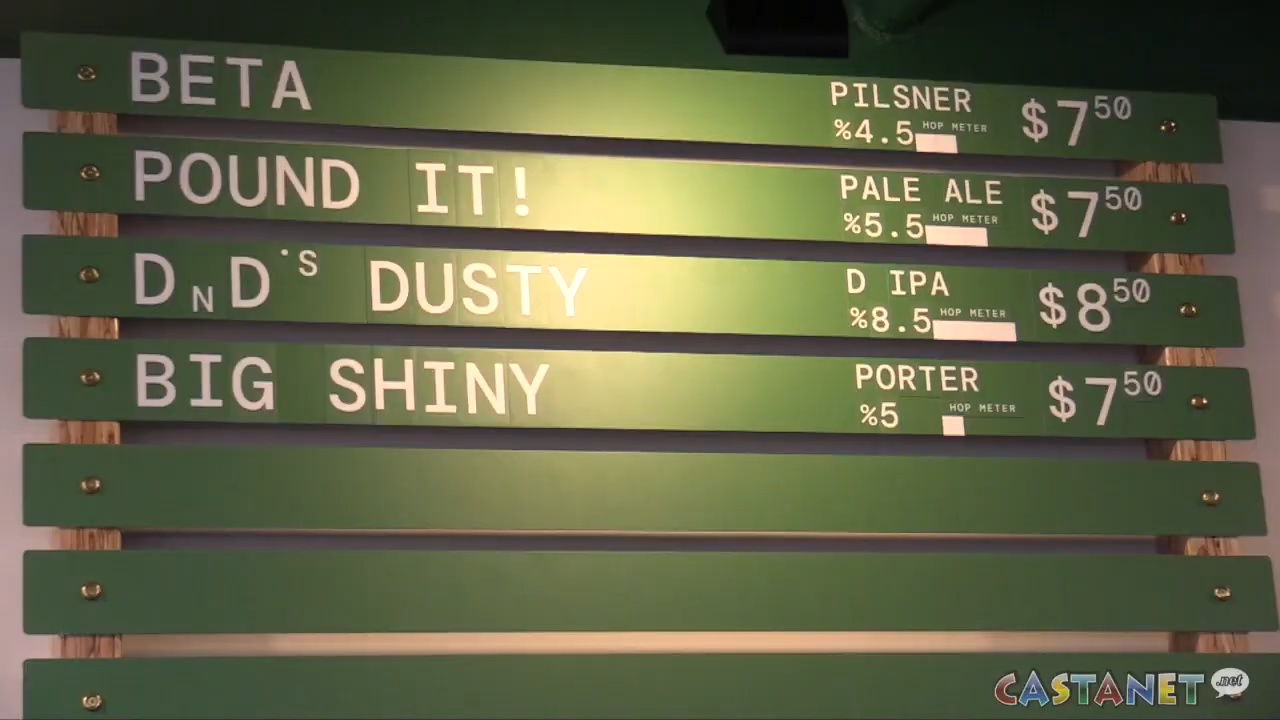 BETA PILSNER $7 50
%4.5 HOP METER
POUND IT! PALE ALE $7 50
%5.5 HOP METER
DND'S DUSTY D IPA $8 50
%8.5 HOP METER
BIG SHINY PORTER $7 50
%5 HOP METER
CASTANET .net